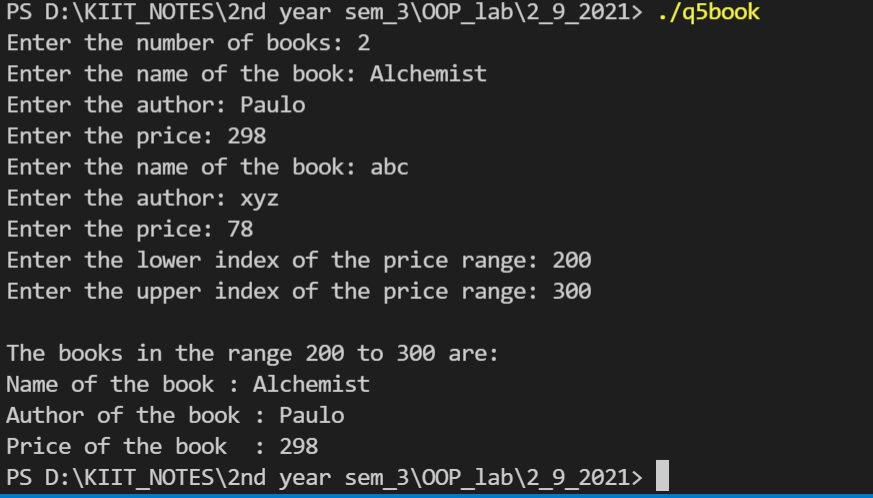 PS D:\KIIT_NOTES\2nd year sem_3\OOP_lab\2_9_2021> ./q5book
Enter the number of books: 2
Enter the name of the book: Alchemist
Enter the author: Paulo
Enter the price: 298
Enter the name of the book: abc
Enter the author: xyz
Enter the price: 78
Enter the lower index of the price range: 200
Enter the upper index of the price range: 300

The books in the range 200 to 300 are:
Name of the book : Alchemist
Author of the book : Paulo
Price of the book  : 298
PS D:\KIIT_NOTES\2nd year sem_3\OOP_lab\2_9_2021>